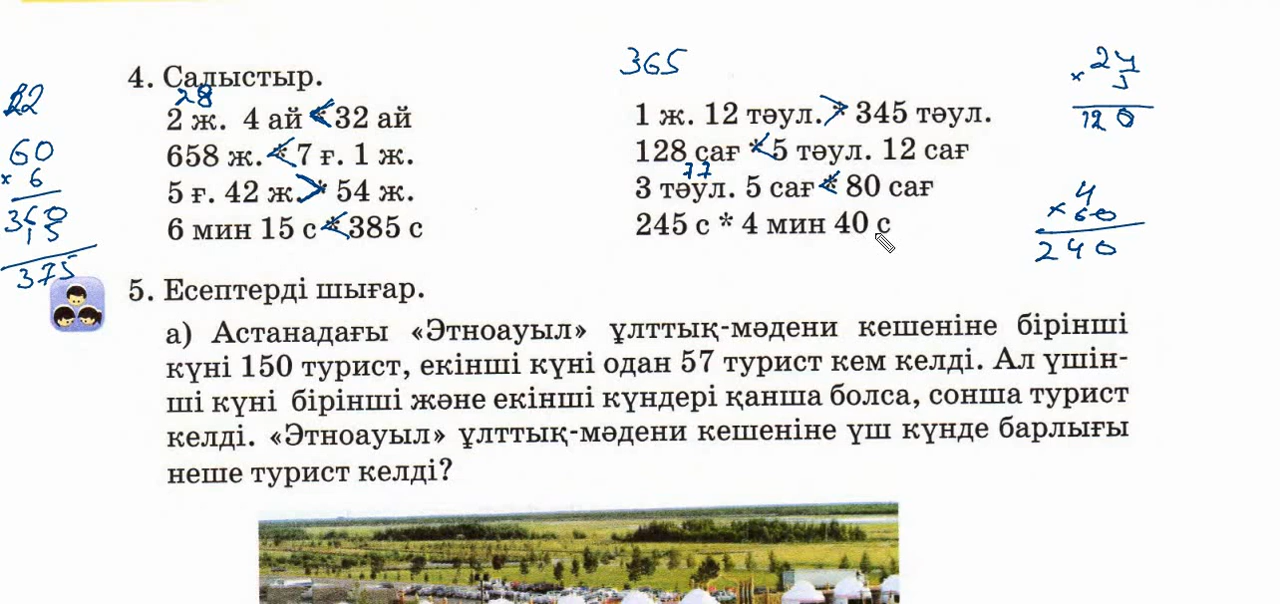 365
24
× 5
120
12
4. Салыстыр.
28
2 ж. 4 ай < 32 ай
1 ж. 12 тәул. > 345 тәул.
60
× 6
360
15
375
658 ж. < 7 ғ. 1 ж.
128 сағ < 5 тәул. 12 сағ
77
5 ғ. 42 ж. > 54 ж.
3 тәул. 5 сағ < 80 сағ
6 мин 15 с < 385 с
245 с * 4 мин 40 с
4
× 60
240
5. Есептерді шығар.
а) Астанадағы «Этноауыл» ұлттық-мәдени кешеніне бірінші
күні 150 турист, екінші күні одан 57 турист кем келді. Ал үшін-
ші күні бірінші және екінші күндері қанша болса, сонша турист
келді. «Этноауыл» ұлттық-мәдени кешеніне үш күнде барлығы
неше турист келді?